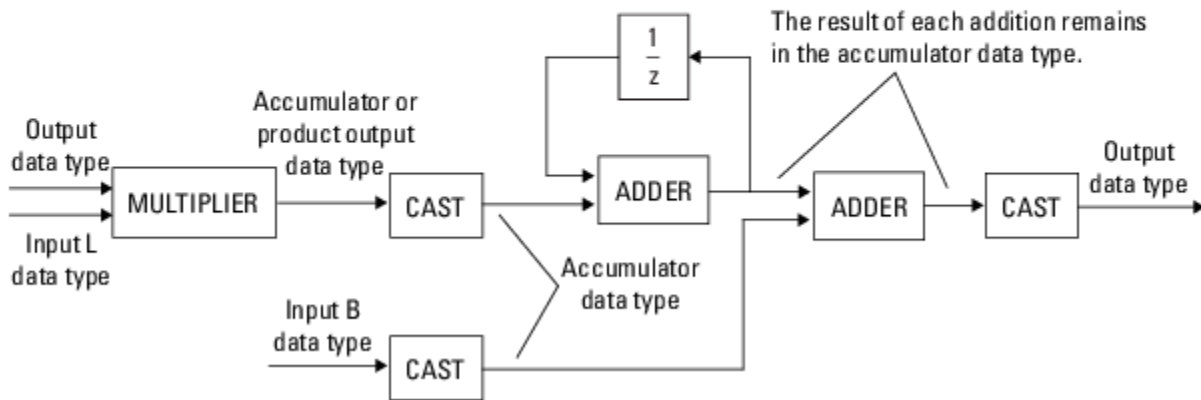 The result of each addition remains
in the accumulator data type.
1
z
Accumulator or
product output
data type
Output
data type
Output
data type
MULTIPLIER
CAST
ADDER
ADDER
CAST
Input L
data type
Accumulator
data type
Input B
data type
CAST